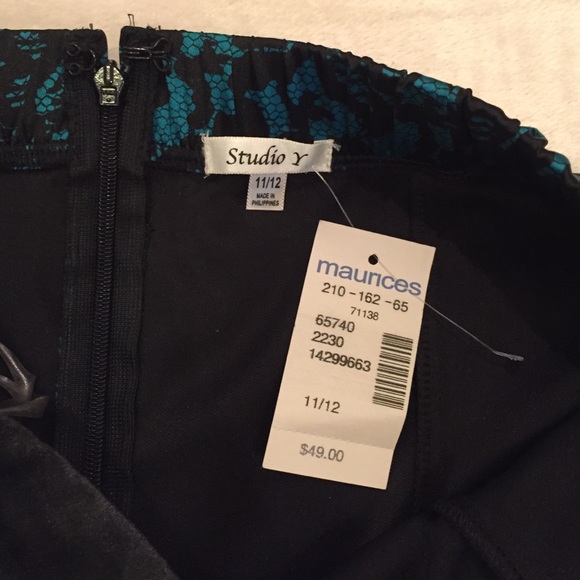 Studio Y
11/12
MADE IN
PHILIPPINES
maurices
210-162-65
71138
65740
2230
14299663
11/12
$49.00